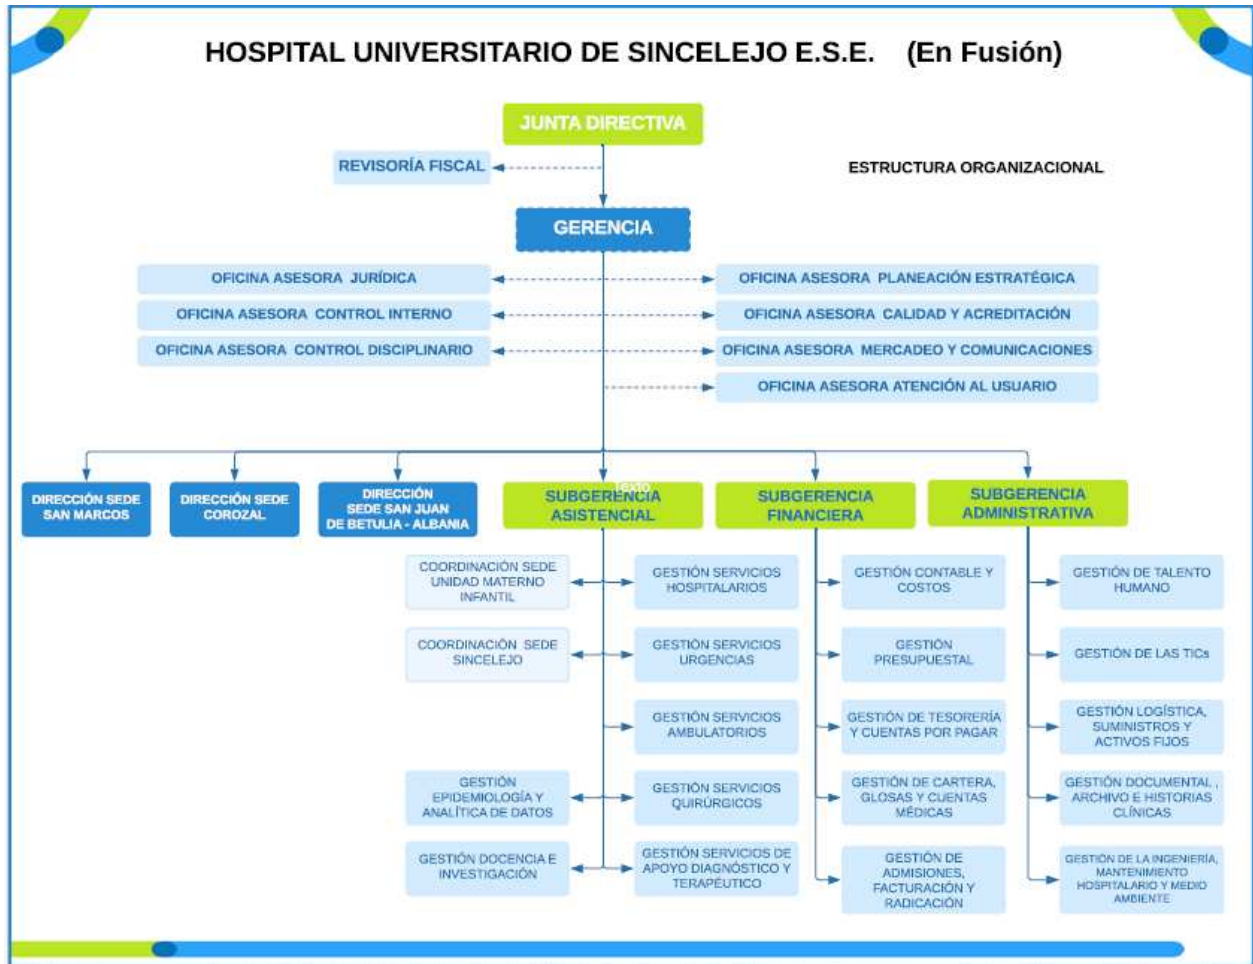 HOSPITAL UNIVERSITARIO DE SINCELEJO E.S.E. (En Fusión)
JUNTA DIRECTIVA
REVISORÍA FISCAL
ESTRUCTURA ORGANIZACIONAL
GERENCIA
OFICINA ASESORA JURÍDICA
OFICINA ASESORA PLANEACIÓN ESTRATÉGICA
OFICINA ASESORA CONTROL INTERNO
OFICINA ASESORA CALIDAD Y ACREDITACIÓN
OFICINA ASESORA CONTROL DISCIPLINARIO
OFICINA ASESORA MERCADEO Y COMUNICACIONES
OFICINA ASESORA ATENCIÓN AL USUARIO
DIRECCIÓN SEDE
SAN MARCOS
DIRECCIÓN SEDE
COROZAL
DIRECCIÓN
SEDE SAN JUAN
DE BETULIA - ALBANIA
Texto
SUBGERENCIA
ASISTENCIAL
SUBGERENCIA
FINANCIERA
SUBGERENCIA
ADMINISTRATIVA
COORDINACIÓN SEDE
UNIDAD MATERNO
INFANTIL
GESTIÓN SERVICIOS
HOSPITALARIOS
GESTIÓN CONTABLE Y
COSTOS
GESTIÓN DE TALENTO
HUMANO
COORDINACIÓN SEDE
SINCELEJO
GESTIÓN SERVICIOS
URGENCIAS
GESTIÓN
PRESUPUESTAL
GESTIÓN DE LAS TICs
GESTIÓN SERVICIOS
AMBULATORIOS
GESTIÓN DE TESORERÍA
Y CUENTAS POR PAGAR
GESTIÓN LOGÍSTICA,
SUMINISTROS Y
ACTIVOS FIJOS
GESTIÓN
EPIDEMIOLOGÍA Y
ANALÍTICA DE DATOS
GESTIÓN SERVICIOS
QUIRÚRGICOS
GESTIÓN DE CARTERA,
GLOSAS Y CUENTAS
MÉDICAS
GESTIÓN DOCUMENTAL ,
ARCHIVO E HISTORIAS
CLÍNICAS
GESTIÓN DOCENCIA E
INVESTIGACIÓN
GESTIÓN SERVICIOS DE
APOYO DIAGNÓSTICO Y
TERAPÉUTICO
GESTIÓN DE
ADMISIONES,
FACTURACIÓN Y
RADICACIÓN
GESTIÓN DE LA INGENIERÍA,
MANTENIMIENTO
HOSPITALARIO Y MEDIO
AMBIENTE